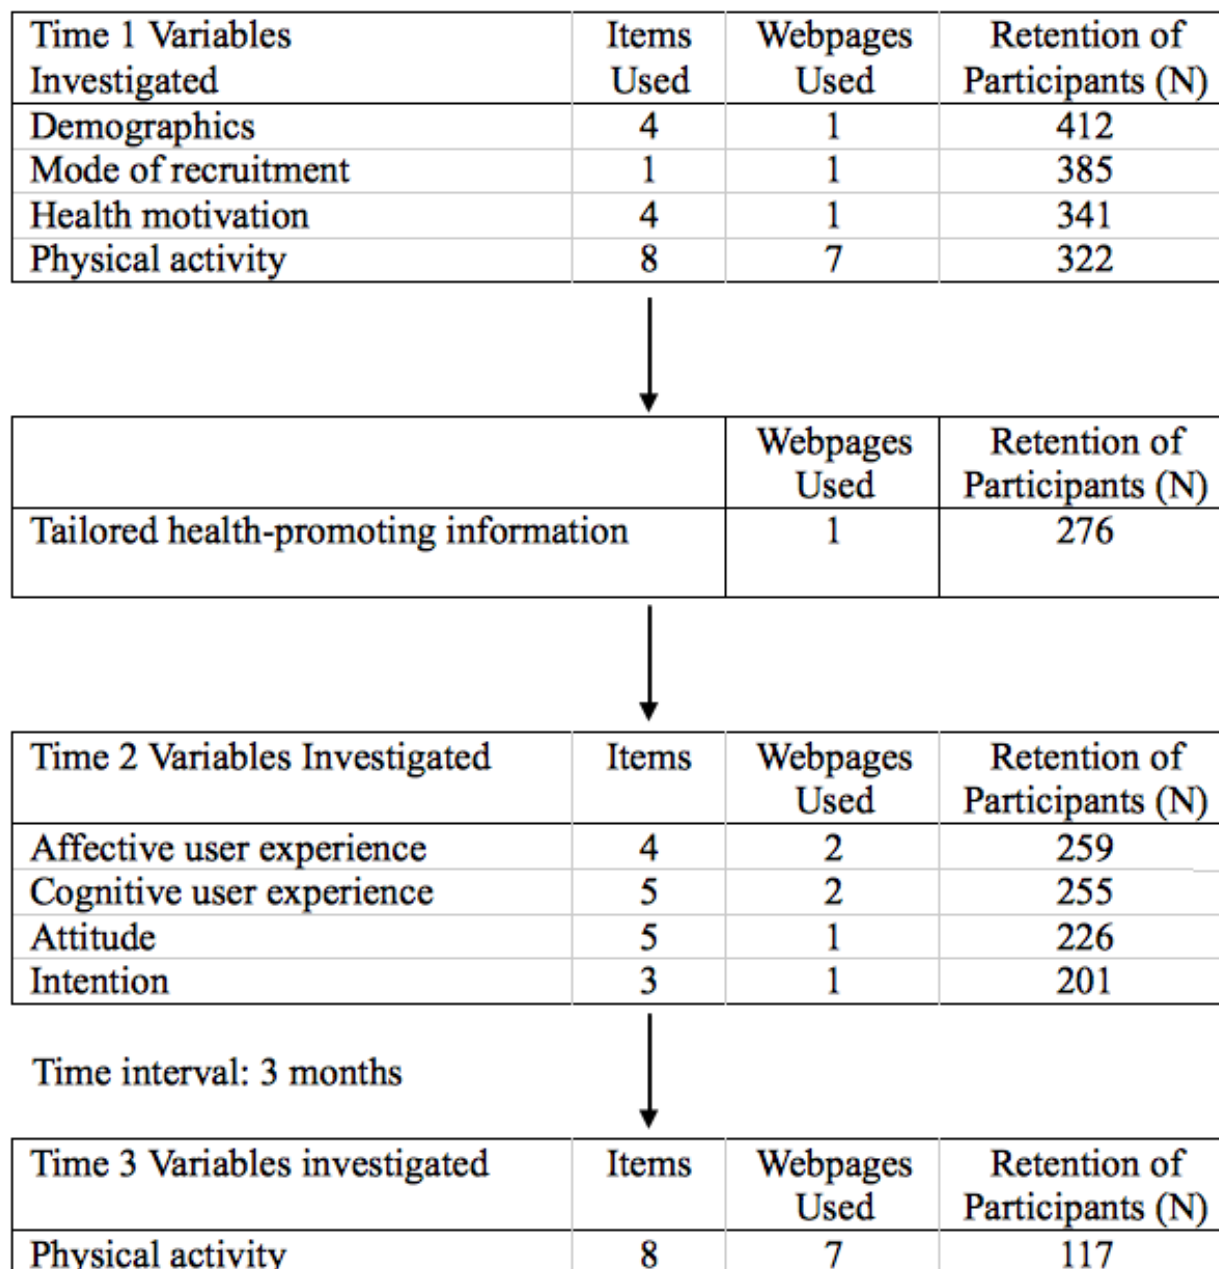 Time 1 Variables Investigated Items Used Webpages Used Retention of Participants (N)
Demographics 4 1 412
Mode of recruitment 1 1 385
Health motivation 4 1 341
Physical activity 8 7 322
Webpages Used Retention of Participants (N)
Tailored health-promoting information 1 276
Time 2 Variables Investigated Items Webpages Used Retention of Participants (N)
Affective user experience 4 2 259
Cognitive user experience 5 2 255
Attitude 5 1 226
Intention 3 1 201
Time interval: 3 months
Time 3 Variables investigated Items Webpages Used Retention of Participants (N)
Physical activity 8 7 117